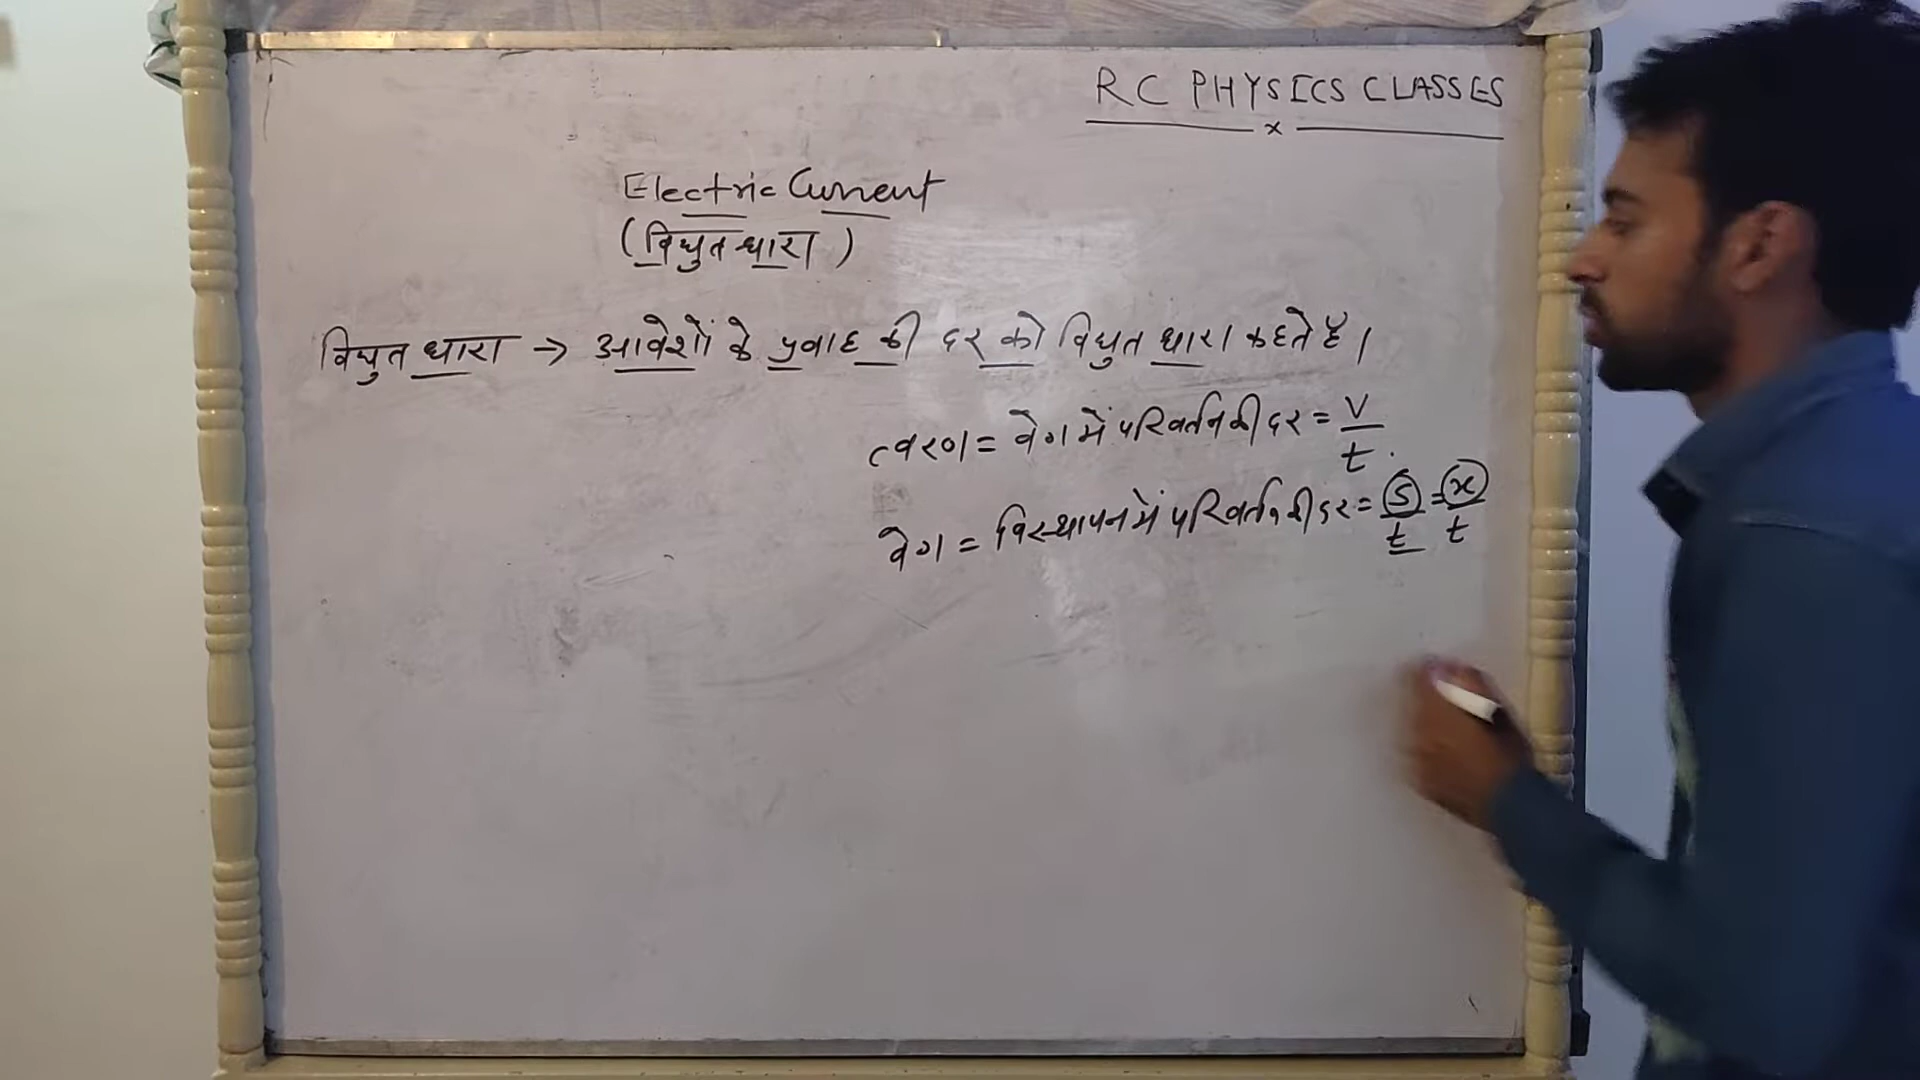 RC PHYSICS CLASSES
x
Electric Current
(विद्युत धारा)
विद्युत धारा → आवेशों के प्रवाह की दर को विद्युत धारा कहते हैं।
त्वरण = वेग में परिवर्तन की दर = v/t
वेग = विस्थापन में परिवर्तन की दर = s/t = x/t